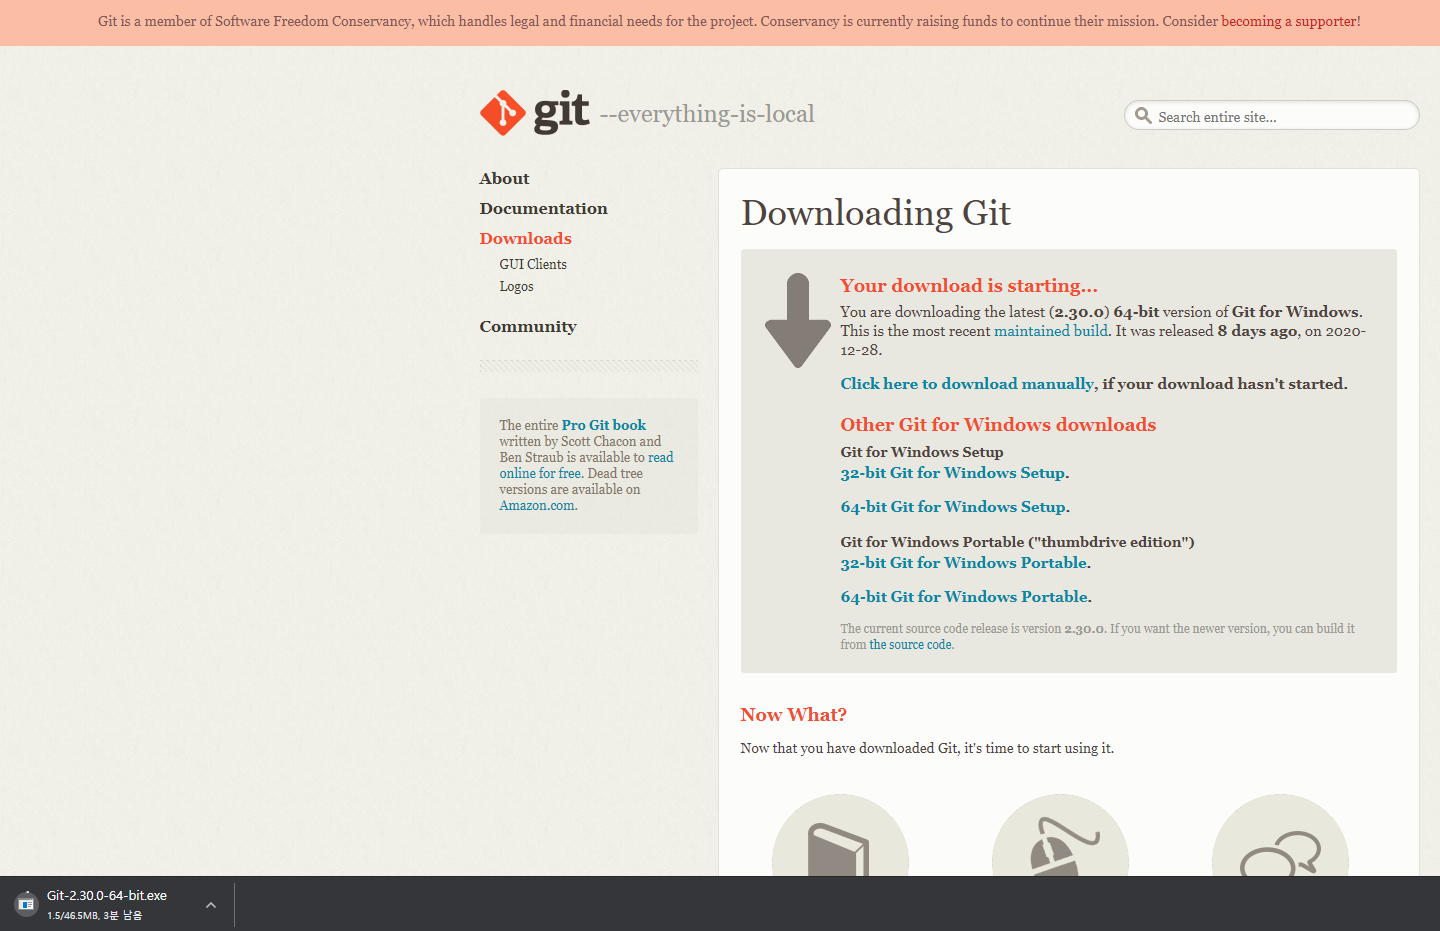 Git is a member of Software Freedom Conservancy, which handles legal and financial needs for the project. Conservancy is currently raising funds to continue their mission. Consider becoming a supporter!
git --everything-is-local
Search entire site...
About
Documentation
Downloads
GUI Clients
Logos
Community
The entire Pro Git book
written by Scott Chacon and
Ben Straub is available to read
online for free. Dead tree
versions are available on
Amazon.com.
Downloading Git
Your download is starting...
You are downloading the latest (2.30.0) 64-bit version of Git for Windows.
This is the most recent maintained build. It was released 8 days ago, on 2020-
12-28.
Click here to download manually, if your download hasn't started.
Other Git for Windows downloads
Git for Windows Setup
32-bit Git for Windows Setup.
64-bit Git for Windows Setup.
Git for Windows Portable ("thumbdrive edition")
32-bit Git for Windows Portable.
64-bit Git for Windows Portable.
The current source code release is version 2.30.0. If you want the newer version, you can build it
from the source code.
Now What?
Now that you have downloaded Git, it's time to start using it.
Git-2.30.0-64-bit.exe
1.5/46.5MB, 3분 남음